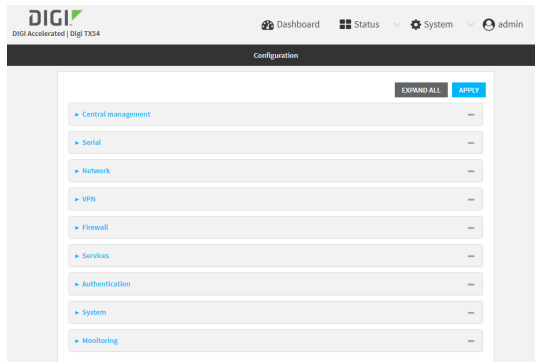 DIGI
DIGI Accelerated | Digi TX54
Dashboard Status System admin
Configuration
EXPAND ALL APPLY
Central management
Serial
Network
VPN
Firewall
Services
Authentication
System
Monitoring